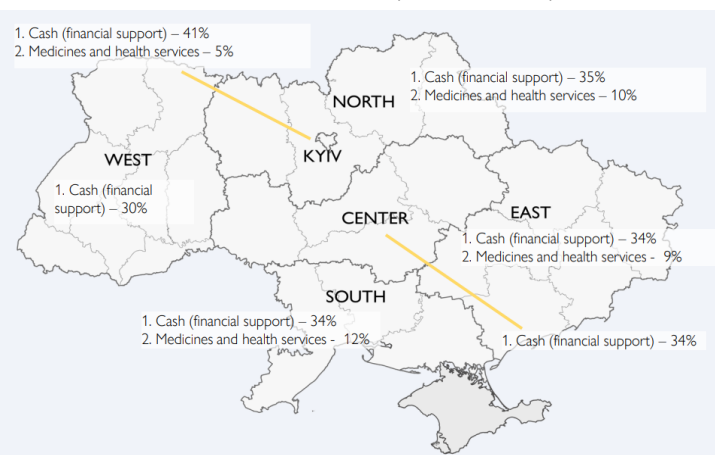 1. Cash (financial support) – 41%
2. Medicines and health services – 5%
1. Cash (financial support) – 35%
2. Medicines and health services – 10%
NORTH
KYIV
WEST
1. Cash (financial
support) – 30%
CENTER
EAST
1. Cash (financial support) – 34%
2. Medicines and health services - 9%
SOUTH
1. Cash (financial support) – 34%
2. Medicines and health services - 12%
1. Cash (financial support) – 34%